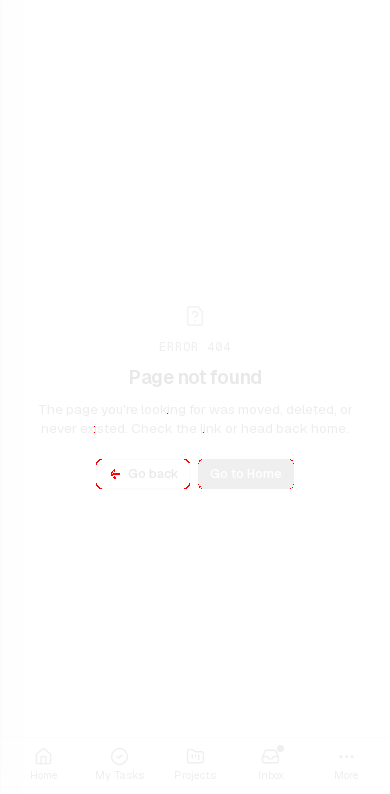 ERROR 404
Page not found
The page you're looking for was moved, deleted, or
never existed. Check the link or head back home.
Go back
Go to Home
Home
My Tasks
Projects
Inbox
More